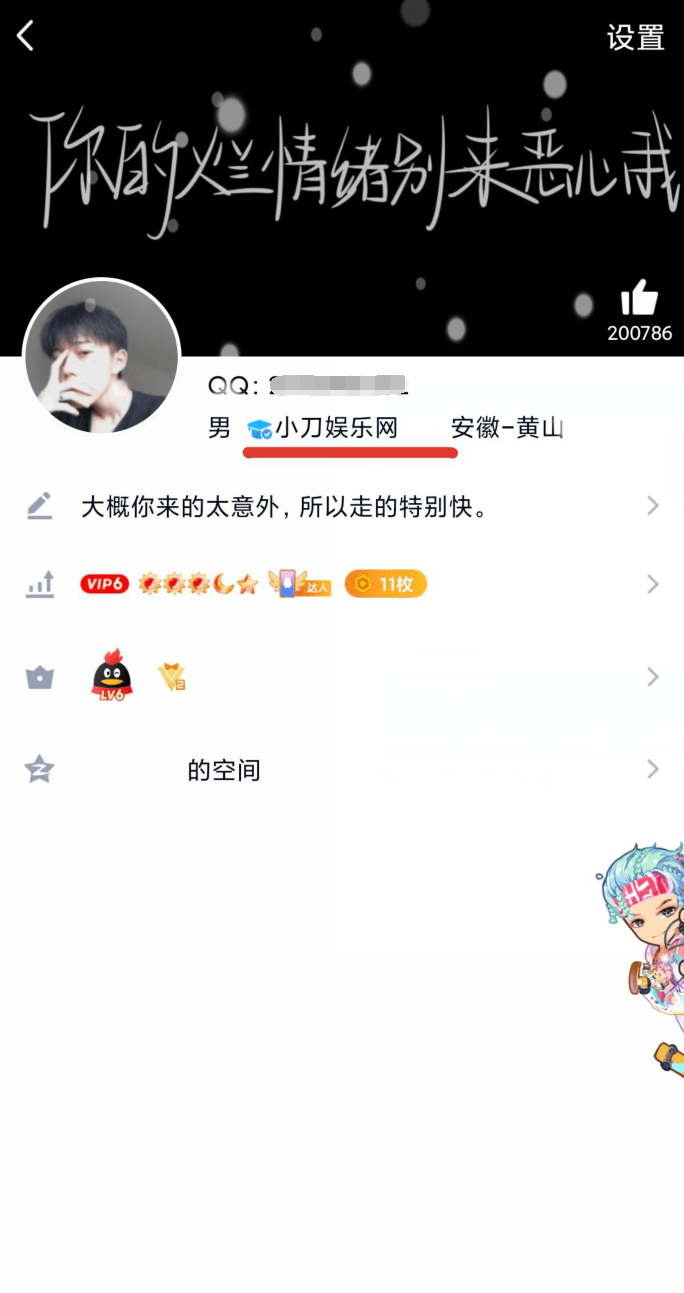 设置
你的烂情绪别来恶心我
200786
QQ:
男 小刀娱乐网 安徽-黄山
大概你来的太意外，所以走的特别快。
VIP6 达人 11枚
LV6 2
的空间